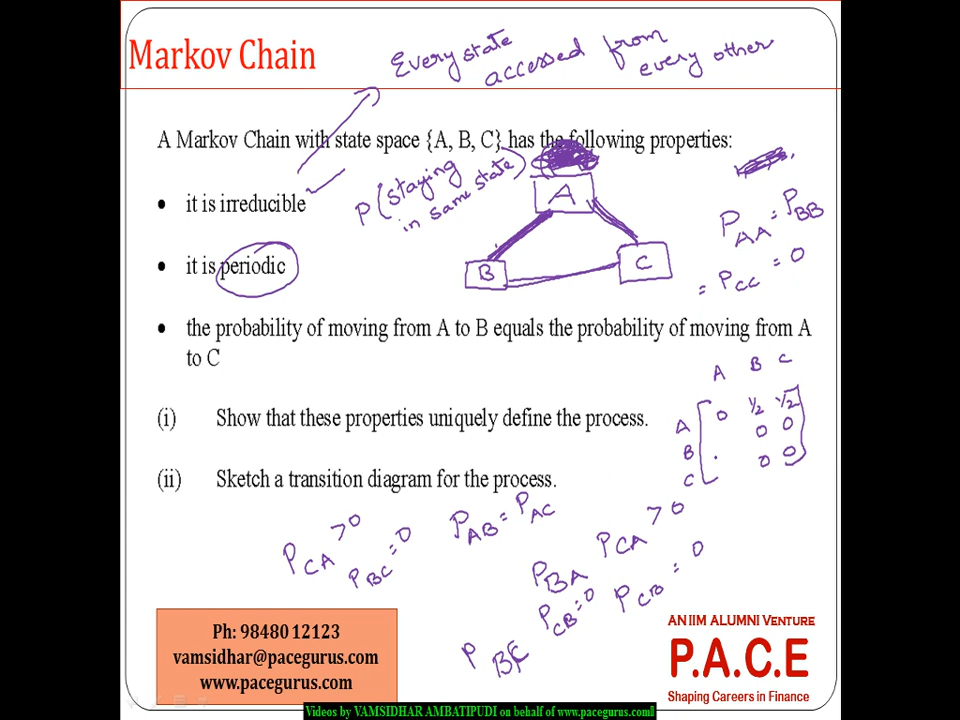 Markov Chain
Every state accessed from every other
A Markov Chain with state space {A, B, C} has the following properties:
P(staying in same state)
A
B
C
P_AA = P_BB
= P_CC = 0
• it is irreducible
• it is periodic
• the probability of moving from A to B equals the probability of moving from A
to C
A B C
A 0 1/2 1/2
B . 0 0
C 0 0
(i) Show that these properties uniquely define the process.
(ii) Sketch a transition diagram for the process.
P_CA > 0
P_BC = 0
P_AB = P_AC
P_BA P_CA > 0
P_CB = 0 P_CB = 0
P_B
Ph: 98480 12123
vamsidhar@pacegurus.com
www.pacegurus.com
AN IIM ALUMNI VENTURE
P.A.C.E
Shaping Careers in Finance
Videos by VAMSIDHAR AMBATIPUDI on behalf of www.pacegurus.com